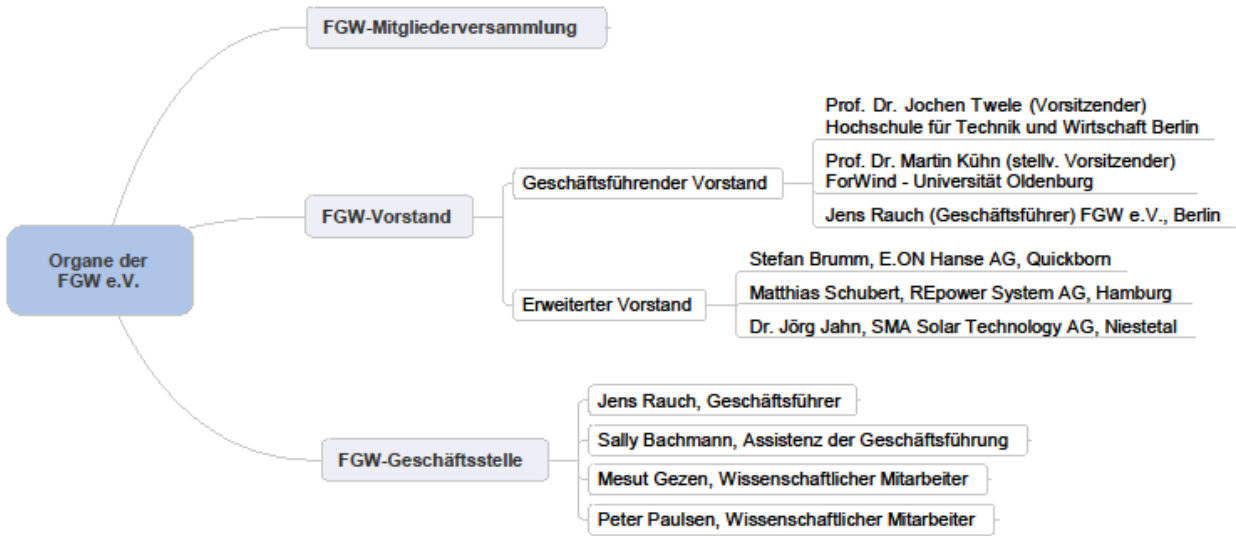 FGW-Mitgliederversammlung
Prof. Dr. Jochen Twele (Vorsitzender)
Hochschule für Technik und Wirtschaft Berlin
Geschäftsführender Vorstand
Prof. Dr. Martin Kühn (stellv. Vorsitzender)
ForWind - Universität Oldenburg
FGW-Vorstand
Jens Rauch (Geschäftsführer) FGW e.V., Berlin
Organe der
FGW e.V.
Stefan Brumm, E.ON Hanse AG, Quickborn
Erweiterter Vorstand
Matthias Schubert, REpower System AG, Hamburg
Dr. Jörg Jahn, SMA Solar Technology AG, Niestetal
Jens Rauch, Geschäftsführer
Sally Bachmann, Assistenz der Geschäftsführung
FGW-Geschäftsstelle
Mesut Gezen, Wissenschaftlicher Mitarbeiter
Peter Paulsen, Wissenschaftlicher Mitarbeiter